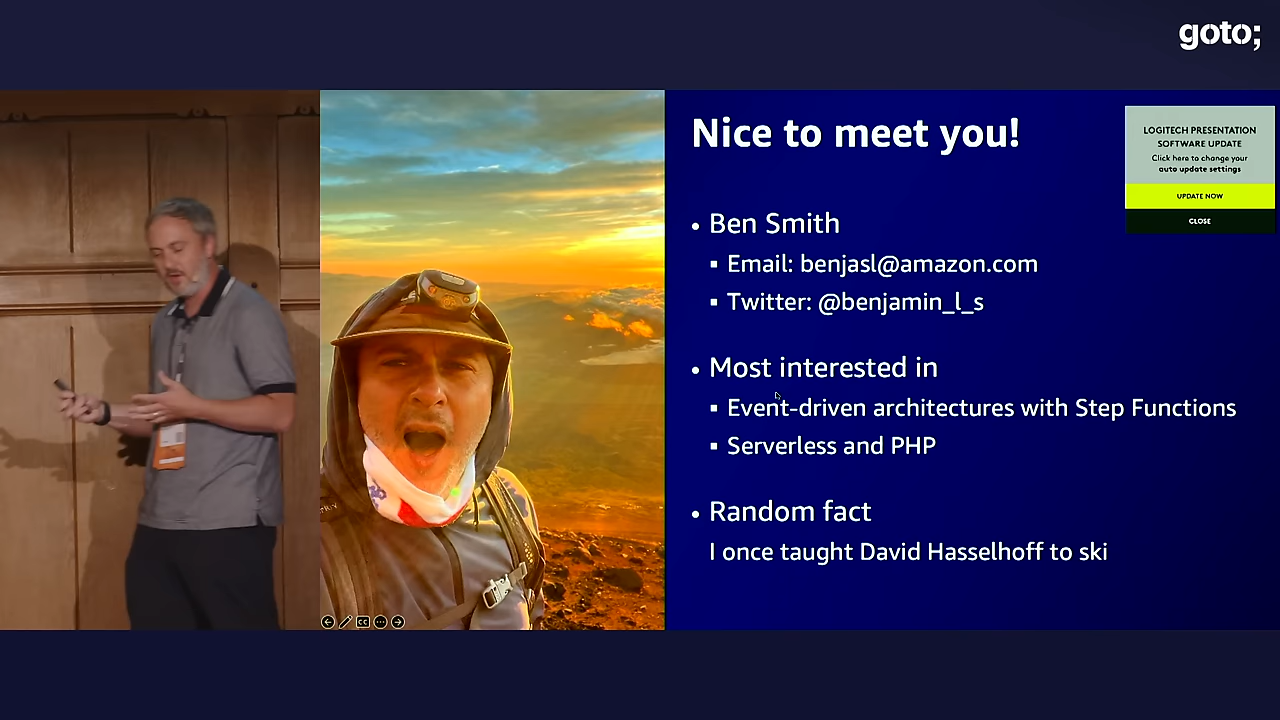 goto;
Nice to meet you!
LOGITECH PRESENTATION
SOFTWARE UPDATE
Click here to change your
auto update settings
UPDATE NOW
CLOSE
• Ben Smith
▪ Email: benjasl@amazon.com
▪ Twitter: @benjamin_l_s
• Most interested in
▪ Event-driven architectures with Step Functions
▪ Serverless and PHP
• Random fact
I once taught David Hasselhoff to ski
CC